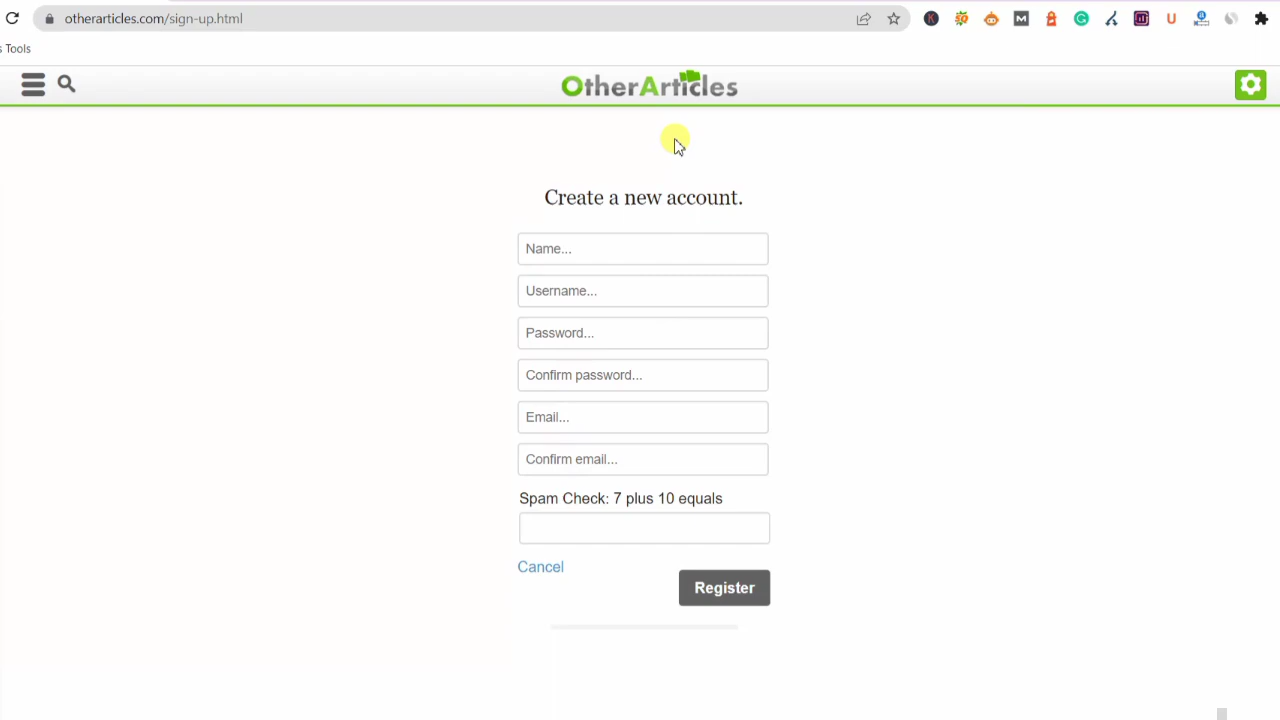 otherarticles.com/sign-up.html
s Tools
OtherArticles
Create a new account.
Name...
Username...
Password...
Confirm password...
Email...
Confirm email...
Spam Check: 7 plus 10 equals
Cancel
Register